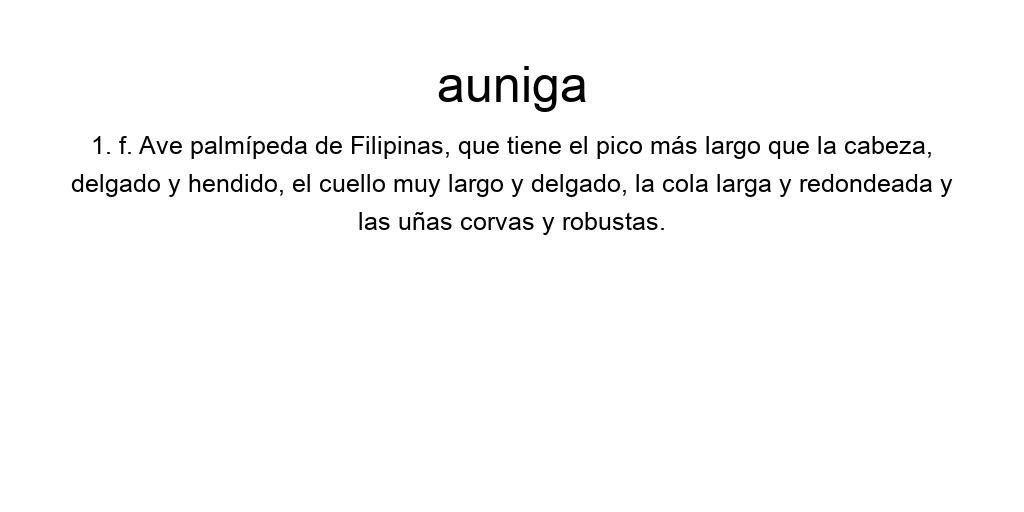 auniga
1. f. Ave palmípeda de Filipinas, que tiene el pico más largo que la cabeza,
delgado y hendido, el cuello muy largo y delgado, la cola larga y redondeada y
las uñas corvas y robustas.